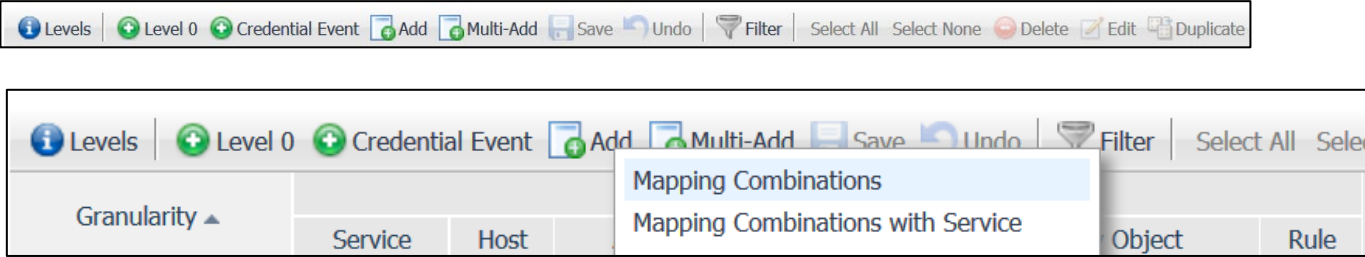 Levels Level 0 Credential Event Add Multi-Add Save Undo Filter Select All Select None Delete Edit Duplicate
Levels Level 0 Credential Event Add Multi-Add Save Undo Filter Select All
Mapping Combinations
Granularity
Mapping Combinations with Service
Service Host Object Rule